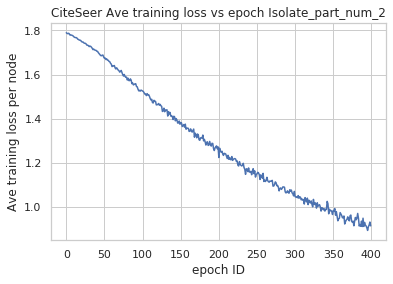 CiteSeer Ave training loss vs epoch Isolate_part_num_2
Ave training loss per node
1.8
1.6
1.4
1.2
1.0
0 50 100 150 200 250 300 350 400
epoch ID